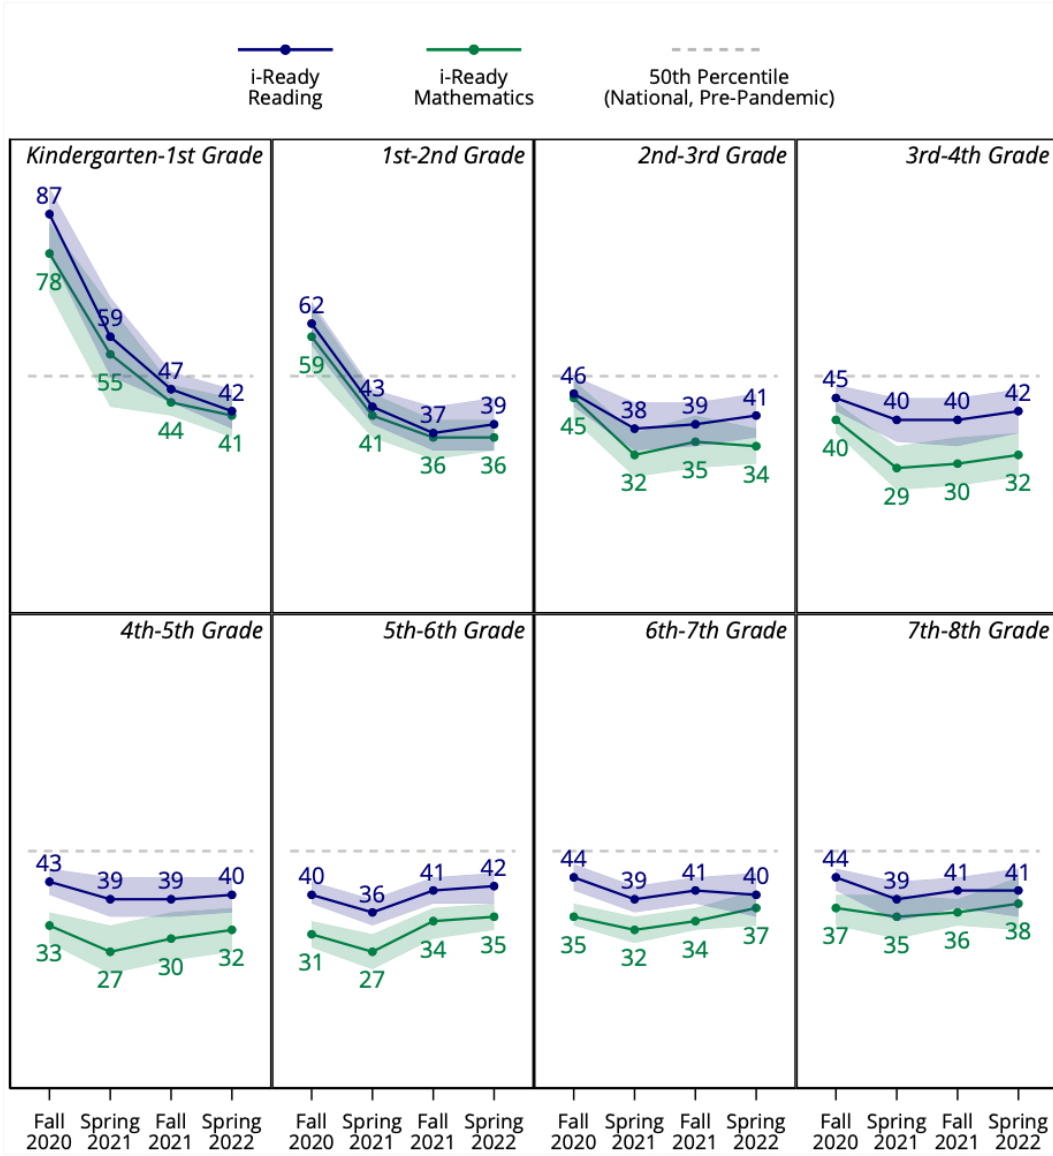 i-Ready
Reading
i-Ready
Mathematics
50th Percentile
(National, Pre-Pandemic)
Kindergarten-1st Grade
87
78
59
55
47
44
42
41
1st-2nd Grade
62
59
43
41
37
36
39
36
2nd-3rd Grade
46
45
38
32
39
35
41
34
3rd-4th Grade
45
40
40
29
40
30
42
32
4th-5th Grade
43
33
39
27
39
30
40
32
5th-6th Grade
40
31
36
27
41
34
42
35
6th-7th Grade
44
35
39
32
41
34
40
37
7th-8th Grade
44
37
39
35
41
36
41
38
Fall Spring Fall Spring
2020 2021 2021 2022
Fall Spring Fall Spring
2020 2021 2021 2022
Fall Spring Fall Spring
2020 2021 2021 2022
Fall Spring Fall Spring
2020 2021 2021 2022